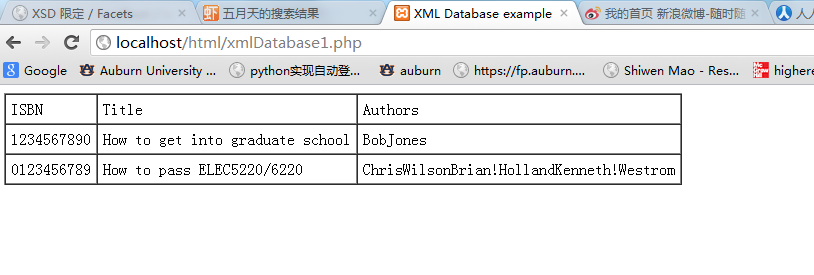 XSD 限定 / Facets
五月天的搜索结果
XML Database example
我的首页 新浪微博-随时随
人人
localhost/html/xmlDatabase1.php
Google
Auburn University ...
python实现自动登...
auburn
https://fp.auburn....
Shiwen Mao - Res...
highere
ISBN Title Authors
1234567890 How to get into graduate school BobJones
0123456789 How to pass ELEC5220/6220 ChrisWilsonBrian!HollandKenneth!Westrom